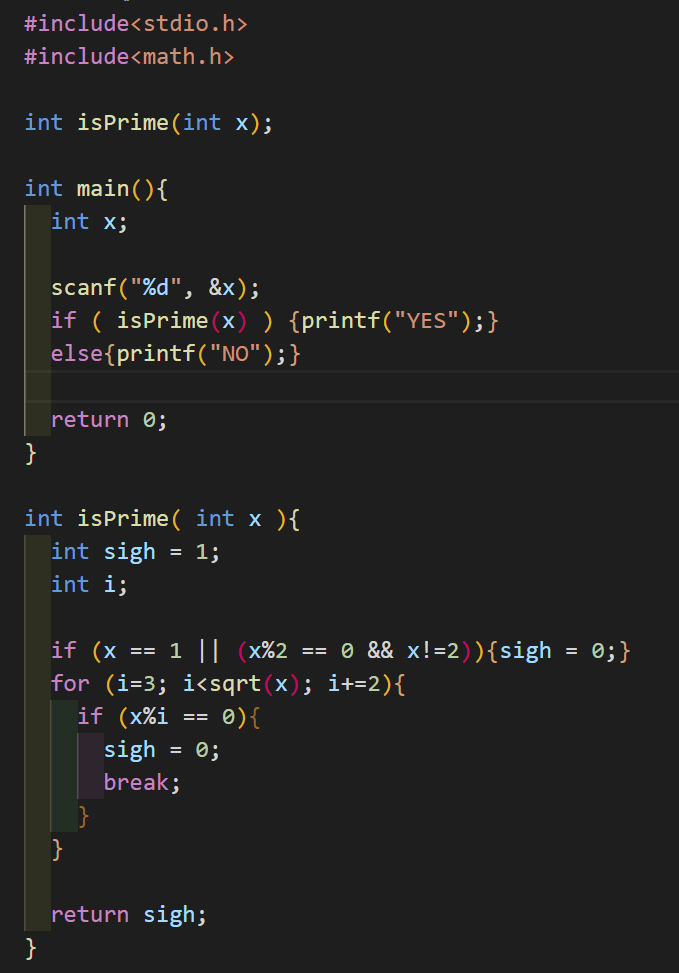 #include<stdio.h>
#include<math.h>

int isPrime(int x);

int main(){
  int x;

  scanf("%d", &x);
  if ( isPrime(x) ) {printf("YES");}
  else{printf("NO");}

  return 0;
}

int isPrime( int x ){
  int sigh = 1;
  int i;

  if (x == 1 || (x%2 == 0 && x!=2)){sigh = 0;}
  for (i=3; i<sqrt(x); i+=2){
    if (x%i == 0){
      sigh = 0;
      break;
    }
  }

  return sigh;
}